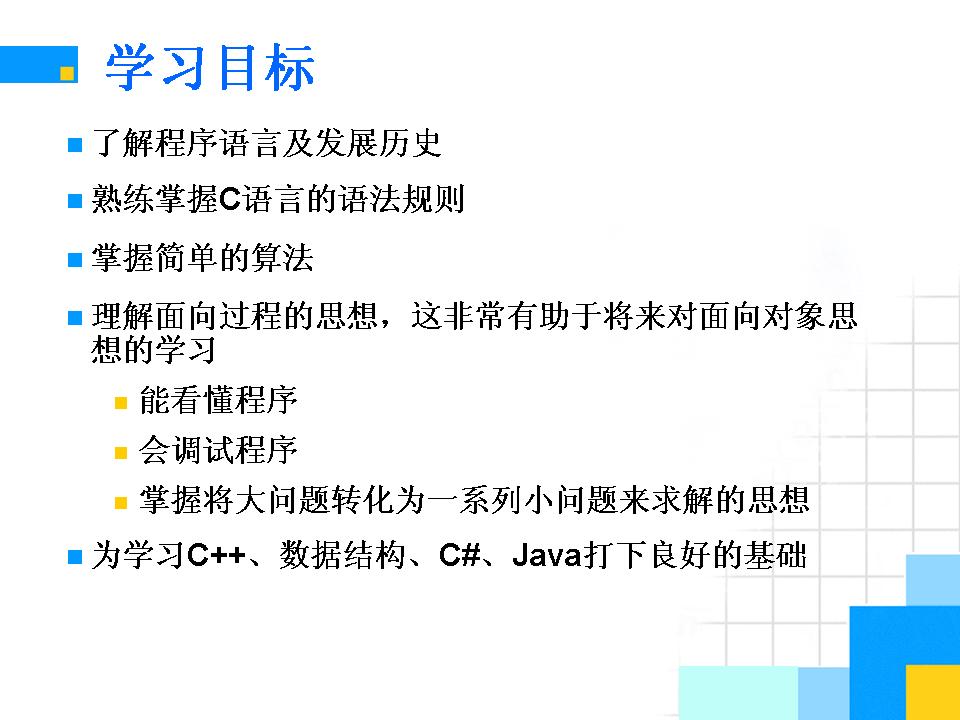 学习目标
了解程序语言及发展历史
熟练掌握C语言的语法规则
掌握简单的算法
理解面向过程的思想，这非常有助于将来对面向对象思
想的学习
能看懂程序
会调试程序
掌握将大问题转化为一系列小问题来求解的思想
为学习C++、数据结构、C#、Java打下良好的基础